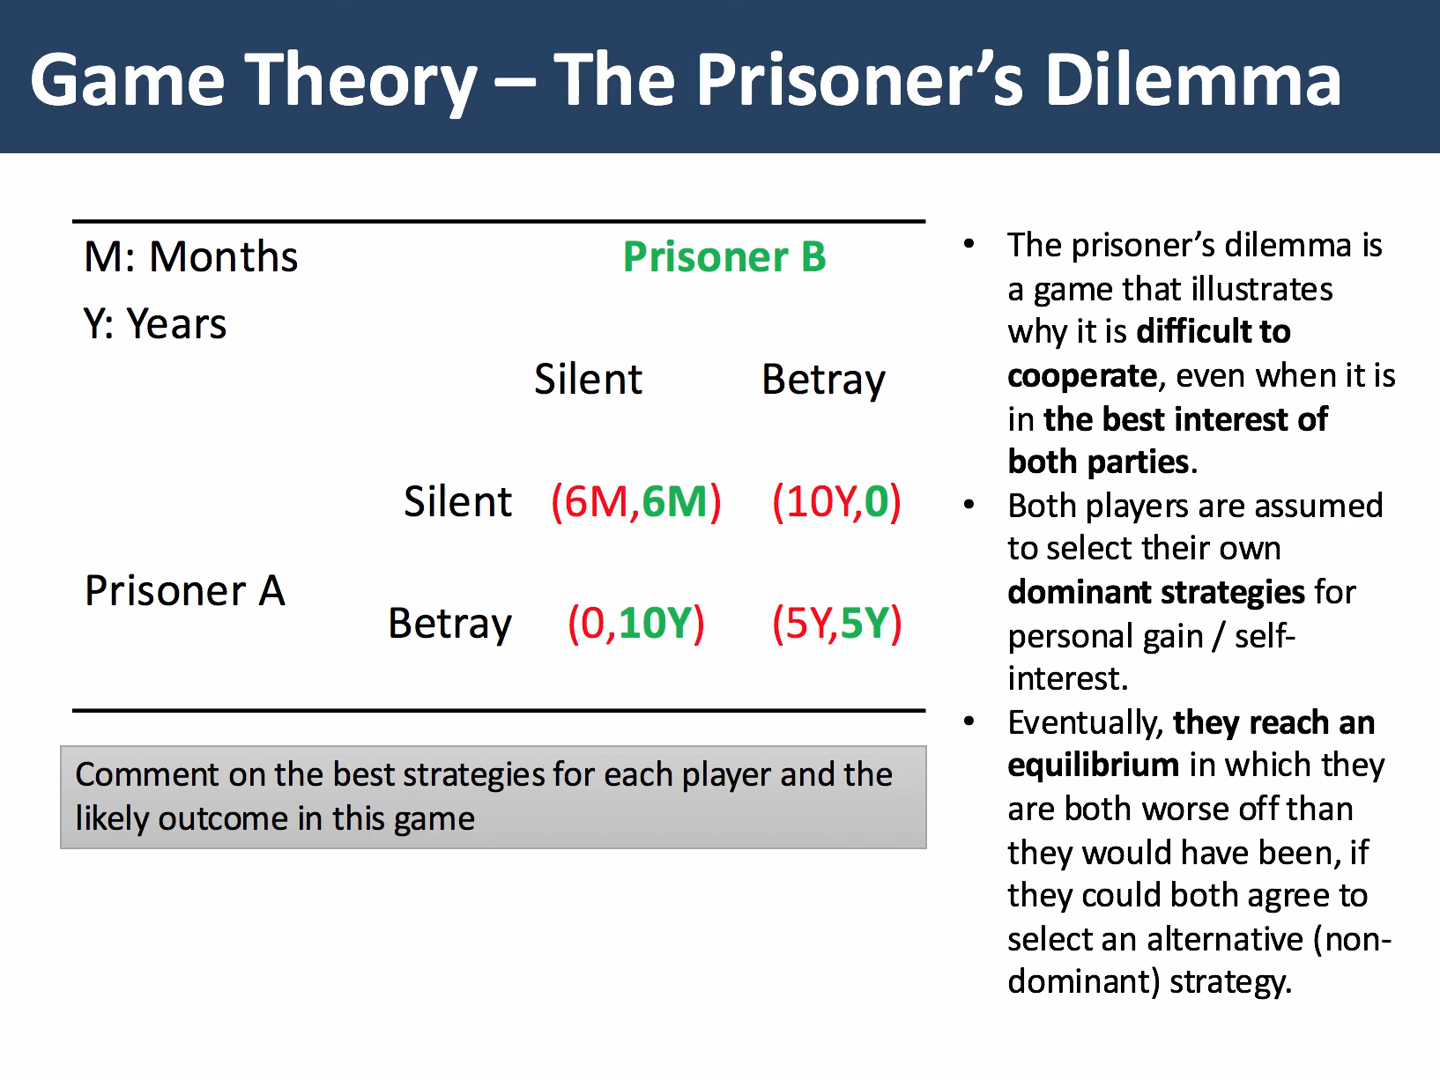 Game Theory – The Prisoner’s Dilemma
M: Months Prisoner B
Y: Years
Silent Betray
Silent (6M,6M) (10Y,0)
Prisoner A
Betray (0,10Y) (5Y,5Y)
Comment on the best strategies for each player and the
likely outcome in this game
• The prisoner’s dilemma is
a game that illustrates
why it is difficult to
cooperate, even when it is
in the best interest of
both parties.
• Both players are assumed
to select their own
dominant strategies for
personal gain / self-
interest.
• Eventually, they reach an
equilibrium in which they
are both worse off than
they would have been, if
they could both agree to
select an alternative (non-
dominant) strategy.